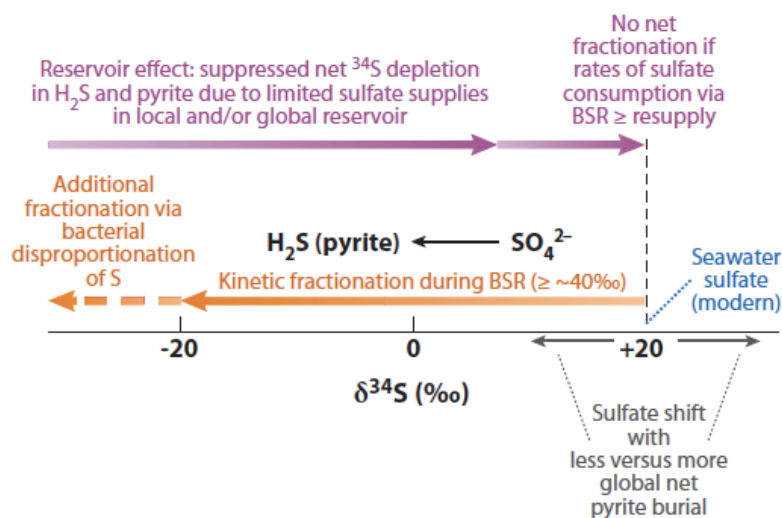 Reservoir effect: suppressed net ³⁴S depletion
in H₂S and pyrite due to limited sulfate supplies
in local and/or global reservoir
No net
fractionation if
rates of sulfate
consumption via
BSR ≥ resupply
Additional
fractionation via
bacterial
disproportionation
of S
H₂S (pyrite)
SO₄²⁻
Kinetic fractionation during BSR (≥ ~40‰)
Seawater
sulfate
(modern)
-20
0
+20
δ³⁴S (‰)
Sulfate shift
with
less versus more
global net
pyrite burial